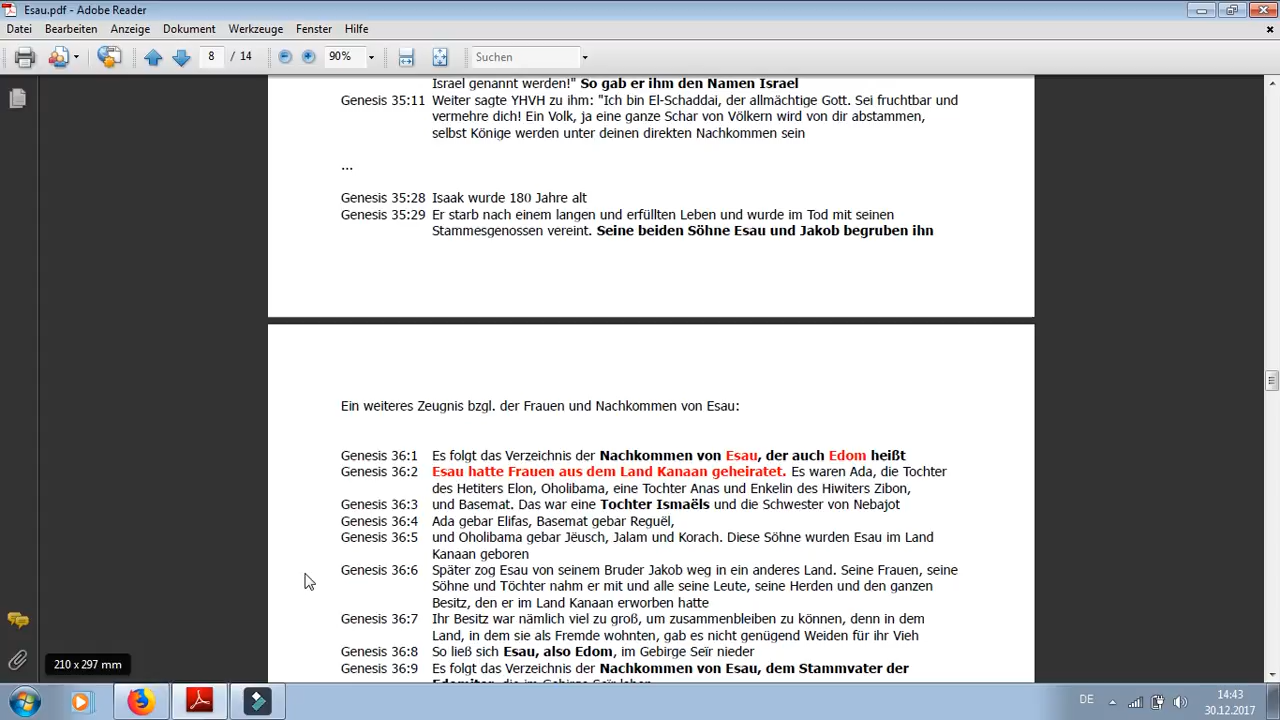 Esau.pdf - Adobe Reader
Datei Bearbeiten Anzeige Dokument Werkzeuge Fenster Hilfe
8 / 14 90% Suchen
Israel genannt werden!" So gab er ihm den Namen Israel
Genesis 35:11 Weiter sagte YHVH zu ihm: "Ich bin El-Schaddai, der allmächtige Gott. Sei fruchtbar und
vermehre dich! Ein Volk, ja eine ganze Schar von Völkern wird von dir abstammen,
selbst Könige werden unter deinen direkten Nachkommen sein
...
Genesis 35:28 Isaak wurde 180 Jahre alt
Genesis 35:29 Er starb nach einem langen und erfüllten Leben und wurde im Tod mit seinen
Stammesgenossen vereint. Seine beiden Söhne Esau und Jakob begruben ihn
Ein weiteres Zeugnis bzgl. der Frauen und Nachkommen von Esau:
Genesis 36:1 Es folgt das Verzeichnis der Nachkommen von Esau, der auch Edom heißt
Genesis 36:2 Esau hatte Frauen aus dem Land Kanaan geheiratet. Es waren Ada, die Tochter
des Hetiters Elon, Oholibama, eine Tochter Anas und Enkelin des Hiwiters Zibon,
Genesis 36:3 und Basemat. Das war eine Tochter Ismaëls und die Schwester von Nebajot
Genesis 36:4 Ada gebar Elifas, Basemat gebar Reguël,
Genesis 36:5 und Oholibama gebar Jëusch, Jalam und Korach. Diese Söhne wurden Esau im Land
Kanaan geboren
Genesis 36:6 Später zog Esau von seinem Bruder Jakob weg in ein anderes Land. Seine Frauen, seine
Söhne und Töchter nahm er mit und alle seine Leute, seine Herden und den ganzen
Besitz, den er im Land Kanaan erworben hatte
Genesis 36:7 Ihr Besitz war nämlich viel zu groß, um zusammenbleiben zu können, denn in dem
Land, in dem sie als Fremde wohnten, gab es nicht genügend Weiden für ihr Vieh
Genesis 36:8 So ließ sich Esau, also Edom, im Gebirge Seïr nieder
Genesis 36:9 Es folgt das Verzeichnis der Nachkommen von Esau, dem Stammvater der
Edomiter, die im Gebirge Seïr leben
210 x 297 mm
DE
14:43
30.12.2017